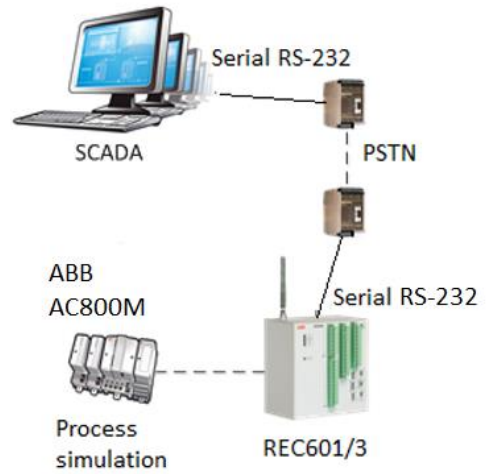 Serial RS-232
SCADA
PSTN
ABB
AC800M
Serial RS-232
Process
simulation
REC601/3